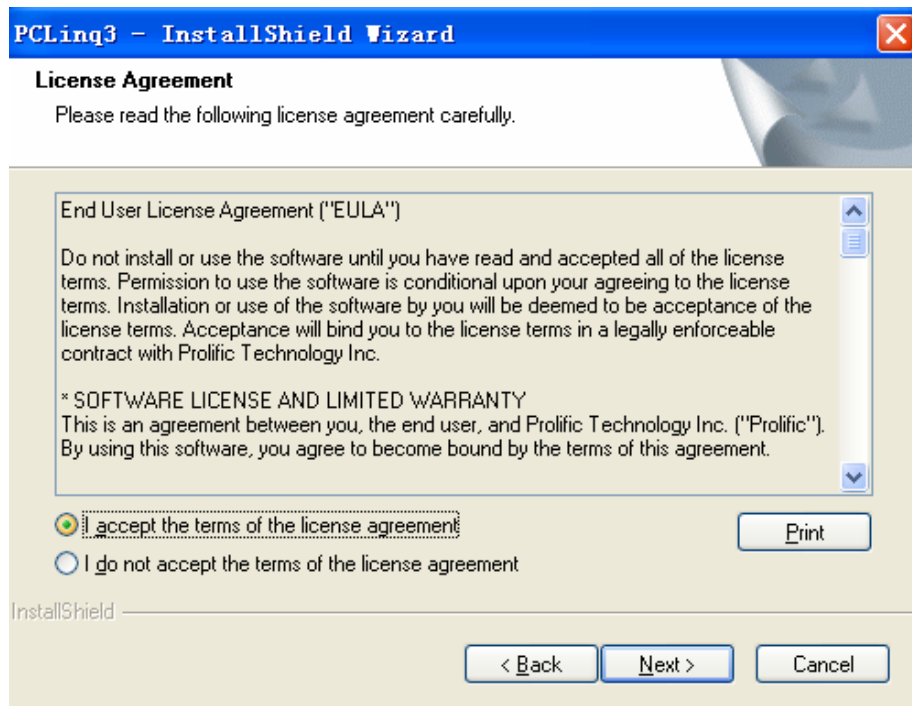 PCLinq3 - InstallShield Wizard
License Agreement
Please read the following license agreement carefully.
End User License Agreement ("EULA")
Do not install or use the software until you have read and accepted all of the license
terms. Permission to use the software is conditional upon your agreeing to the license
terms. Installation or use of the software by you will be deemed to be acceptance of the
license terms. Acceptance will bind you to the license terms in a legally enforceable
contract with Prolific Technology Inc.
* SOFTWARE LICENSE AND LIMITED WARRANTY
This is an agreement between you, the end user, and Prolific Technology Inc. ("Prolific").
By using this software, you agree to become bound by the terms of this agreement.
I accept the terms of the license agreement
Print
I do not accept the terms of the license agreement
InstallShield
< Back
Next >
Cancel